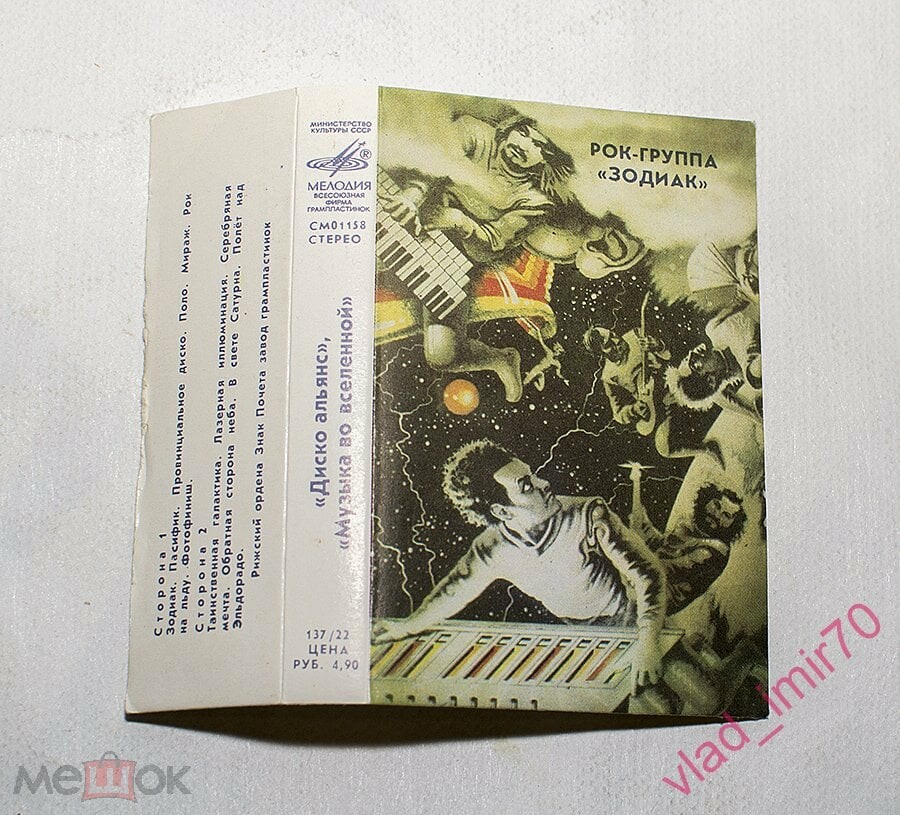 Сторона 1
Зодиак. Пасифик. Провинциальное диско. Поло. Мираж. Рок
на льду. Фотофиниш.
Сторона 2
Таинственная галактика. Лазерная иллюминация. Серебряная
мечта. Обратная сторона неба. В свете Сатурна. Полёт над
Эльдорадо.
Рижский ордена Знак Почета завод грампластинок
МИНИСТЕРСТВО
КУЛЬТУРЫ СССР
®
МЕЛОДИЯ
ВСЕСОЮЗНАЯ
ФИРМА
ГРАМПЛАСТИНОК
СМ01158
СТЕРЕО
«Диско альянс»,
«Музыка во вселенной»
137/22
ЦЕНА
РУБ. 4,90
РОК-ГРУППА
«ЗОДИАК»
vlad_lmir70
мешок